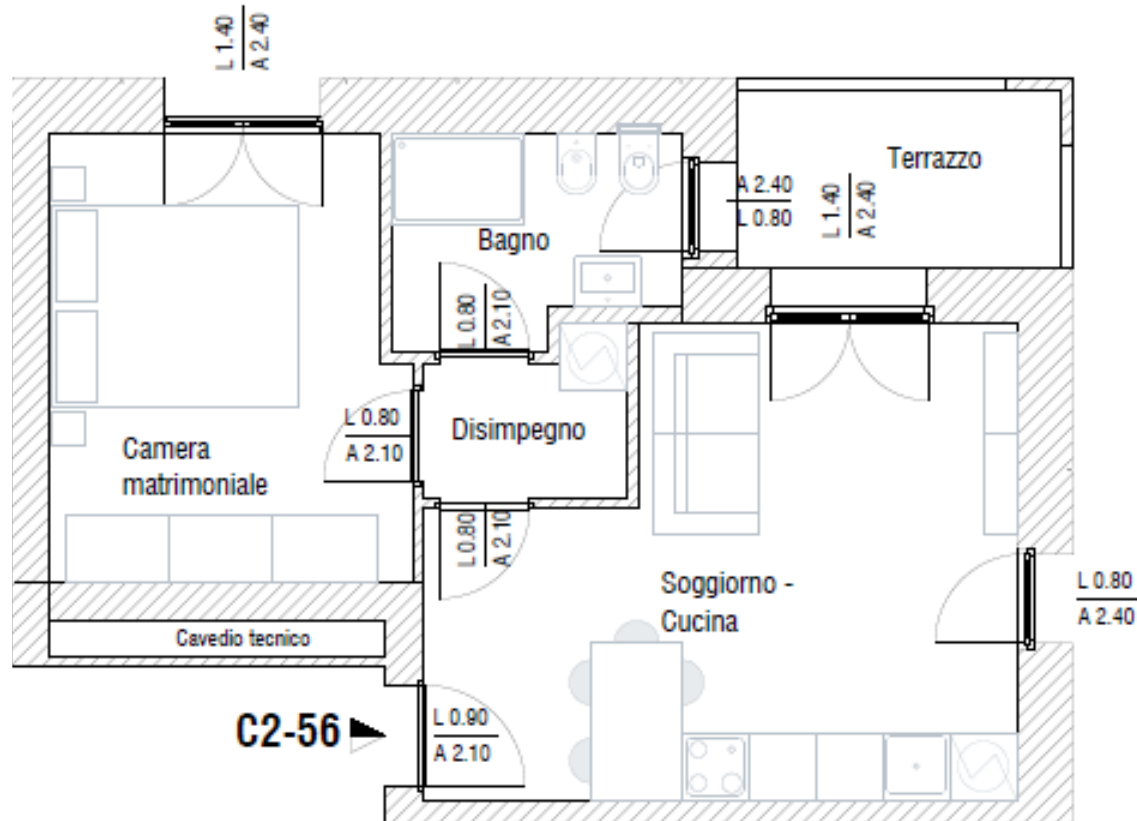 L 1.40
A 2.40
Terrazzo
A 2.40
L 0.80
L 1.40
A 2.40
Bagno
L 0.80
A 2.10
L 0.80
A 2.10
Disimpegno
Camera
matrimoniale
L 0.80
A 2.10
Soggiorno -
Cucina
L 0.80
A 2.40
Cavedio tecnico
C2-56
L 0.90
A 2.10